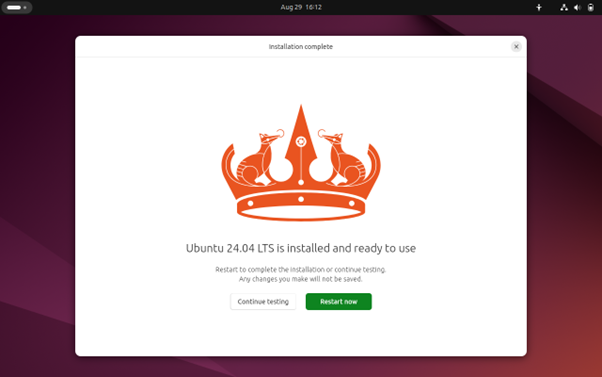 Aug 29 16:12
Installation complete
Ubuntu 24.04 LTS is installed and ready to use
Restart to complete the installation or continue testing.
Any changes you make will not be saved.
Continue testing
Restart now